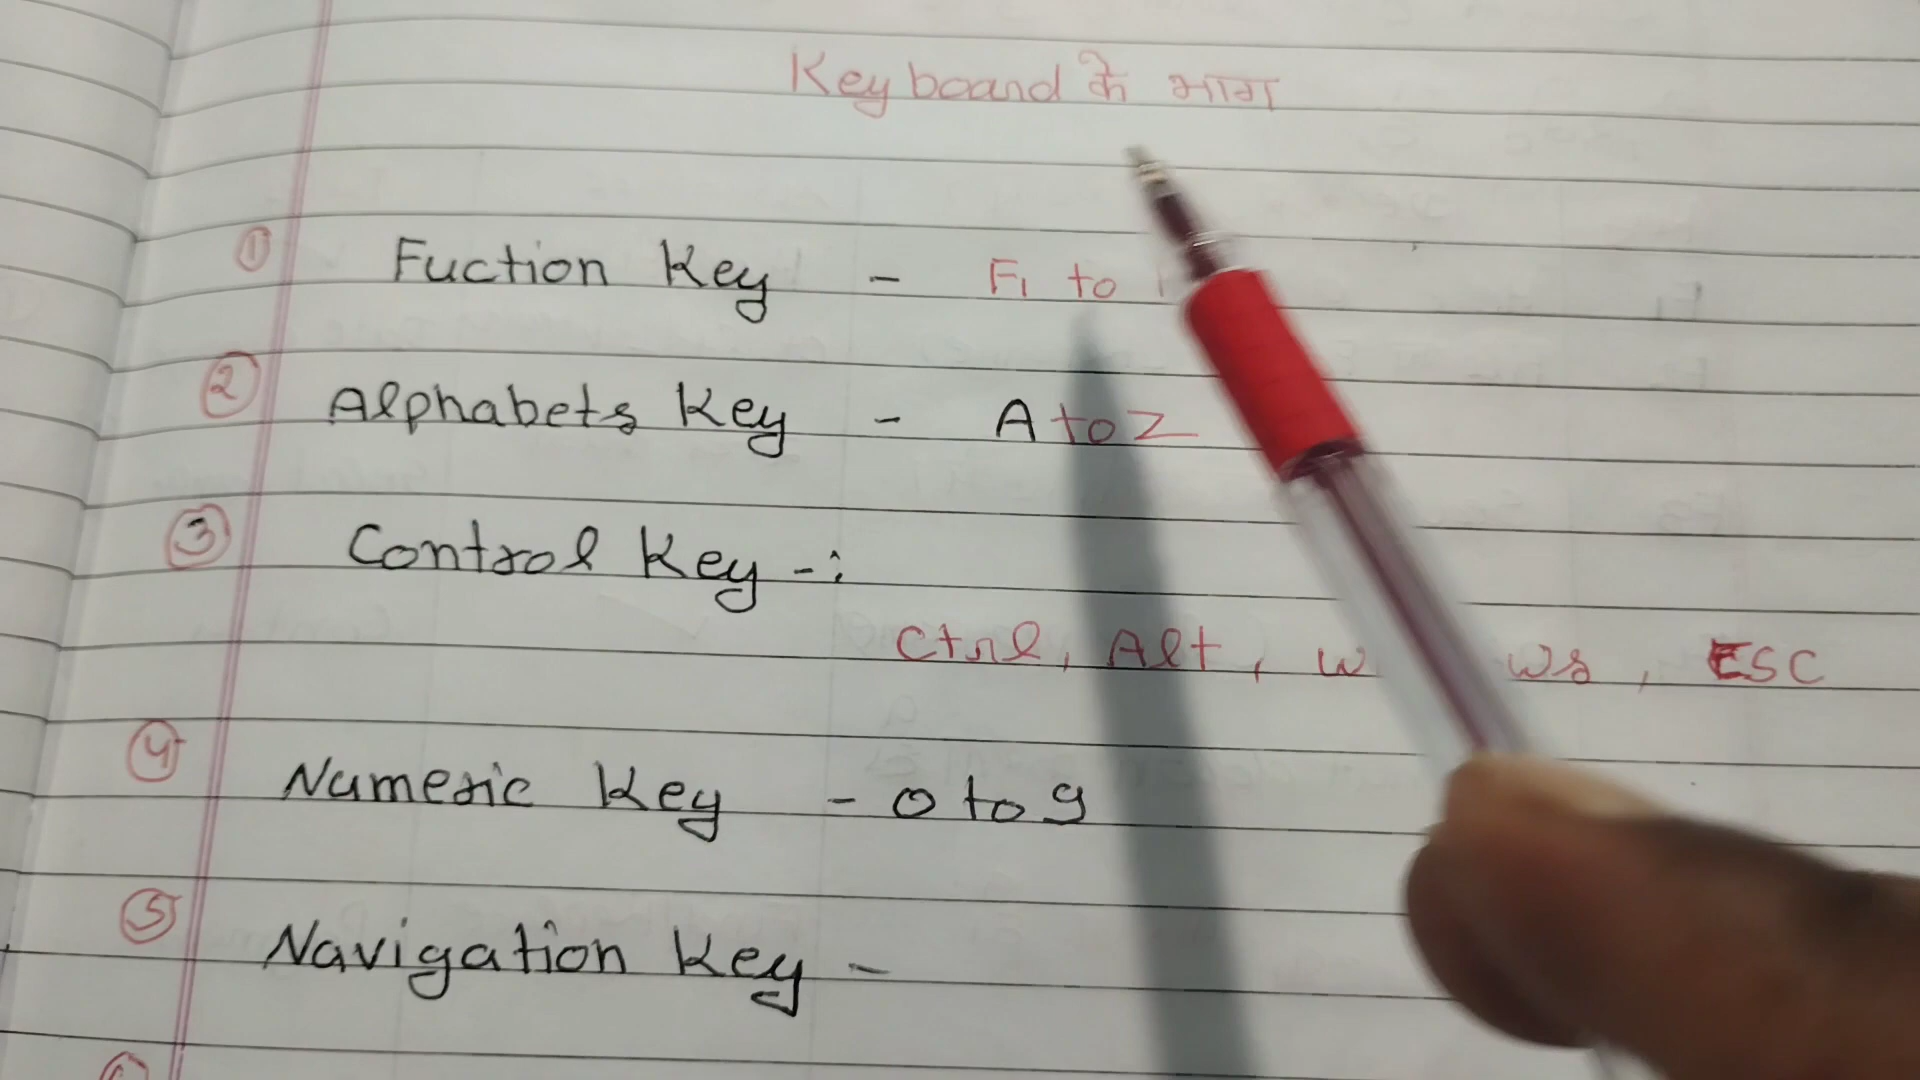 Keyboard के भाग
① Fuction Key - F1 to
② Alphabets Key - A to Z
③ Control Key -:
Ctrl, Alt, , ESC
④ Numeric Key - 0 to 9
⑤ Navigation Key -